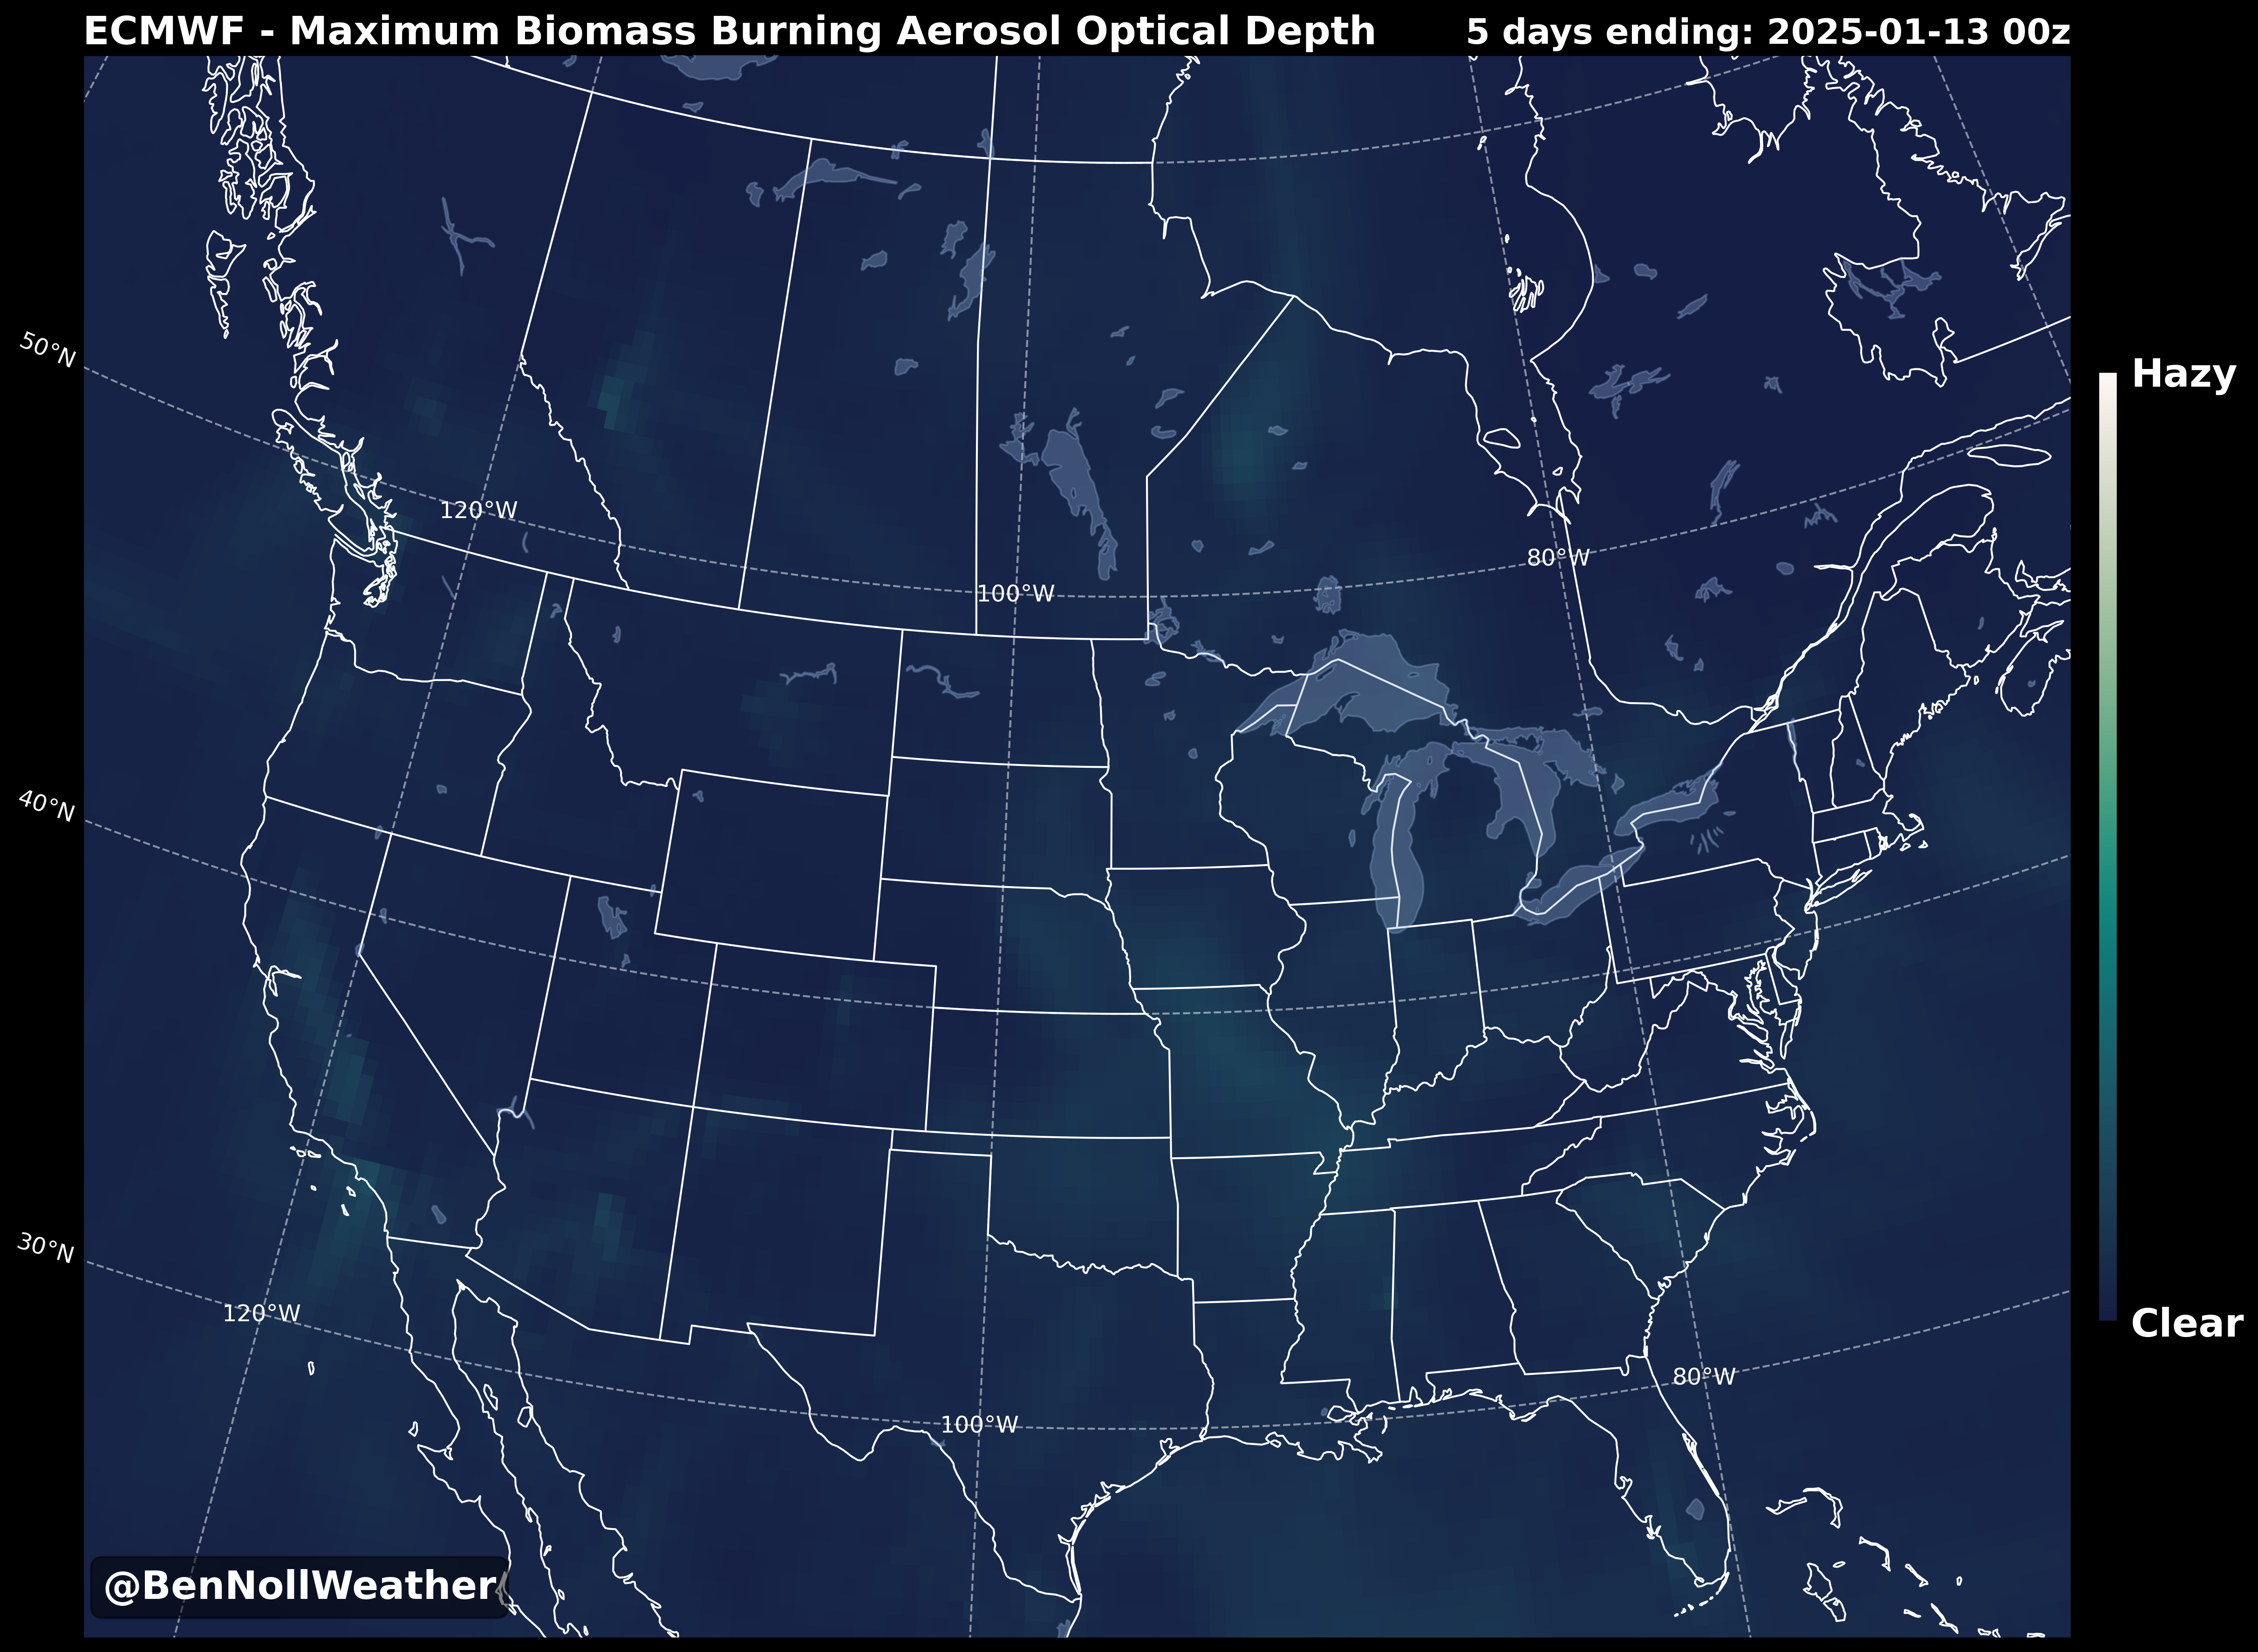 ECMWF - Maximum Biomass Burning Aerosol Optical Depth
5 days ending: 2025-01-13 00z
50°N
Hazy
120°W
80°W
100°W
40°N
30°N
120°W
Clear
80°W
100°W
@BenNollWeather